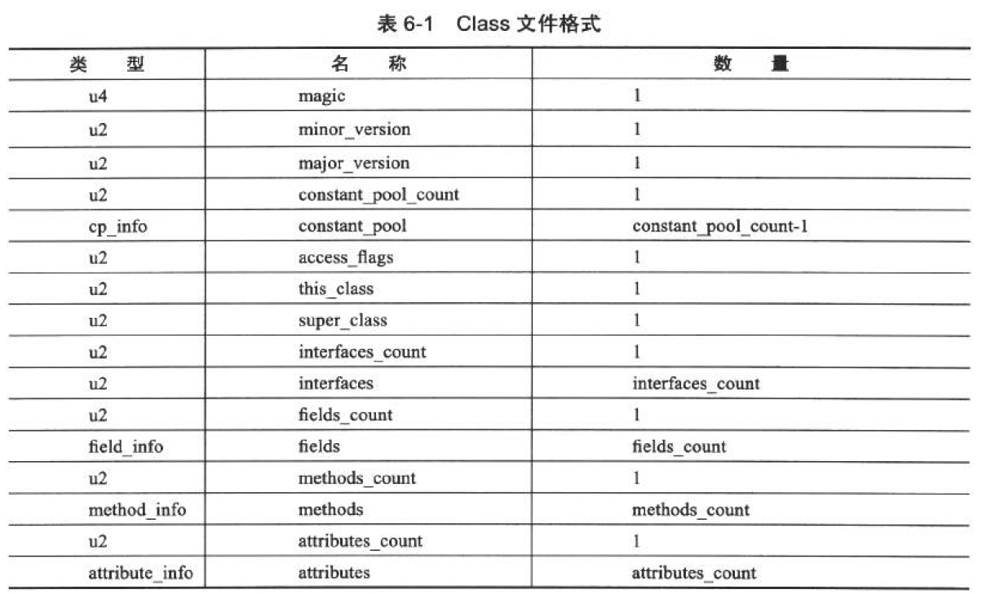 表 6-1 Class 文件格式
类 型 名 称 数 量
u4 magic 1
u2 minor_version 1
u2 major_version 1
u2 constant_pool_count 1
cp_info constant_pool constant_pool_count-1
u2 access_flags 1
u2 this_class 1
u2 super_class 1
u2 interfaces_count 1
u2 interfaces interfaces_count
u2 fields_count 1
field_info fields fields_count
u2 methods_count 1
method_info methods methods_count
u2 attributes_count 1
attribute_info attributes attributes_count